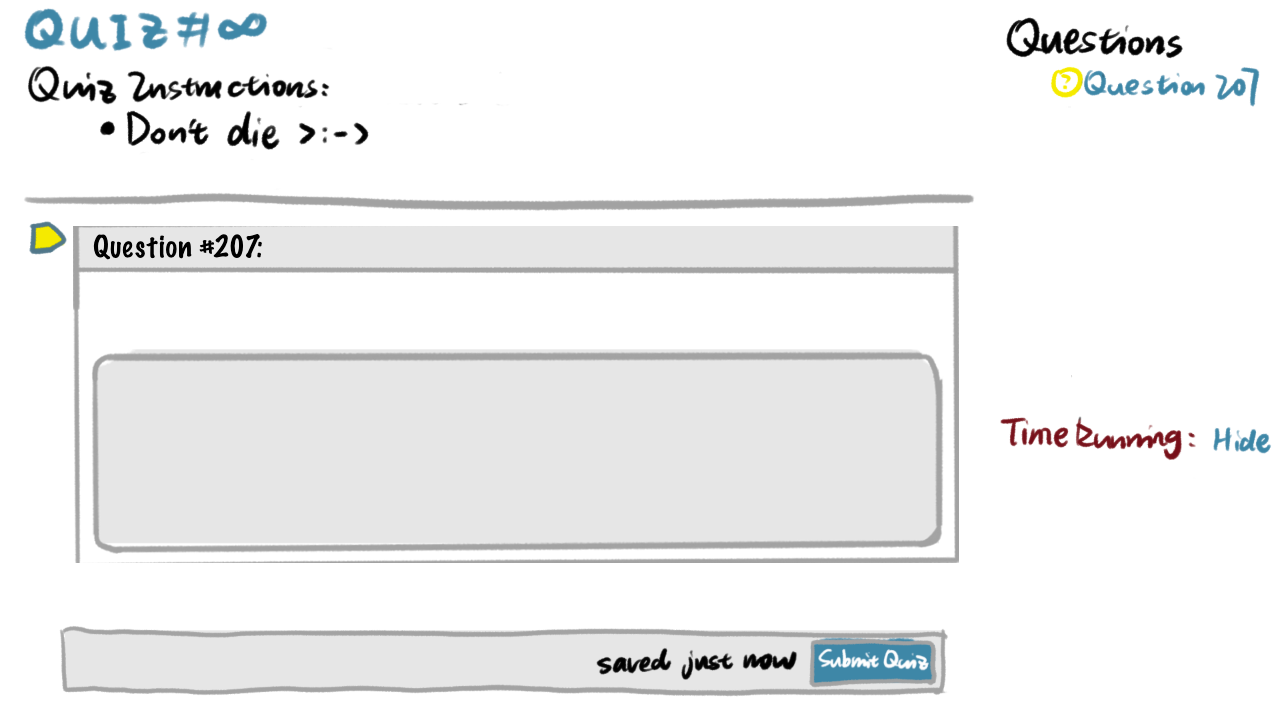 QUIZ#∞
Quiz Instructions:
• Don't die >:->
Questions
? Question 207
Question #207:
Time Running: Hide
saved just now
Submit Quiz